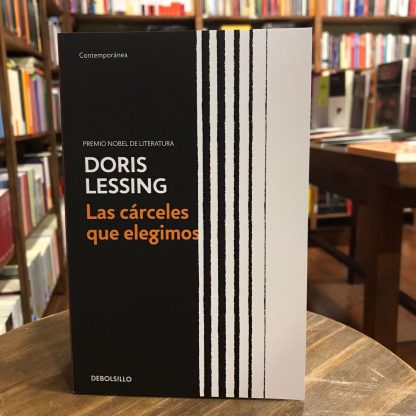 Contemporánea
PREMIO NOBEL DE LITERATURA
DORIS
LESSING
Las cárceles
que elegimos
DEBOLSILLO